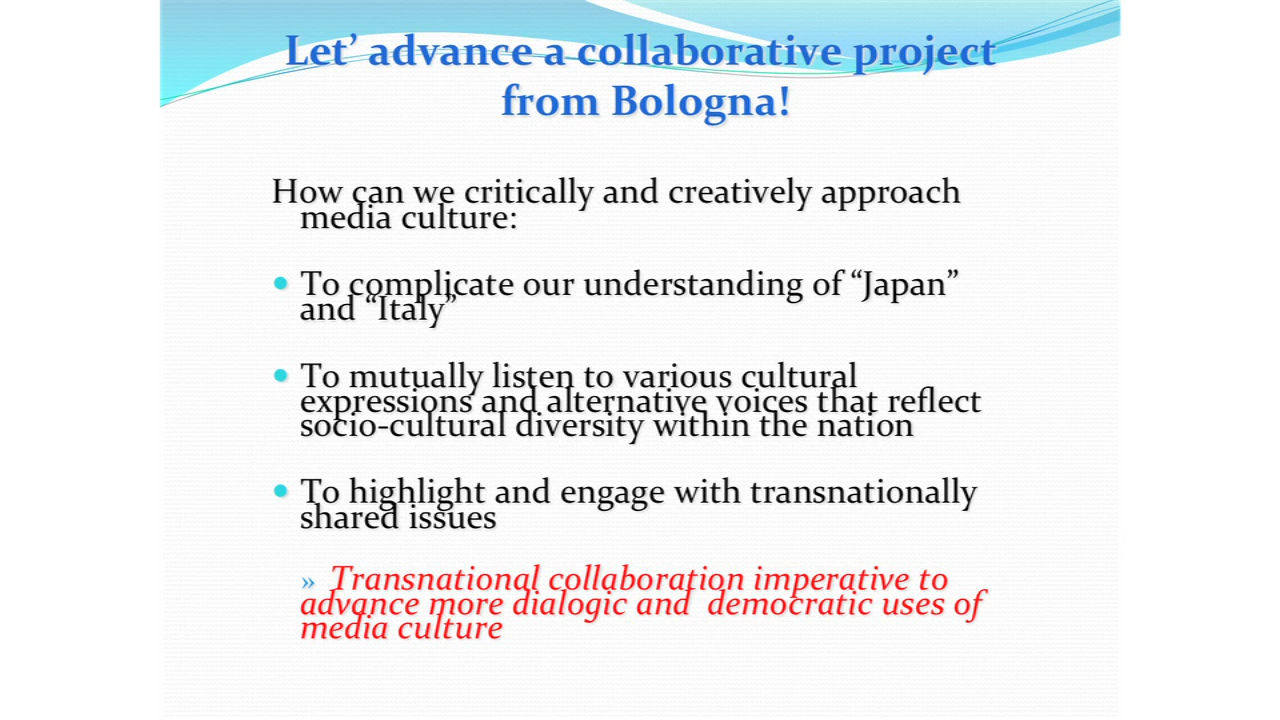 Let’ advance a collaborative project
from Bologna!
How can we critically and creatively approach
media culture:
• To complicate our understanding of “Japan”
and “Italy”
• To mutually listen to various cultural
expressions and alternative voices that reflect
socio-cultural diversity within the nation
• To highlight and engage with transnationally
shared issues
» Transnational collaboration imperative to
advance more dialogic and  democratic uses of
media culture